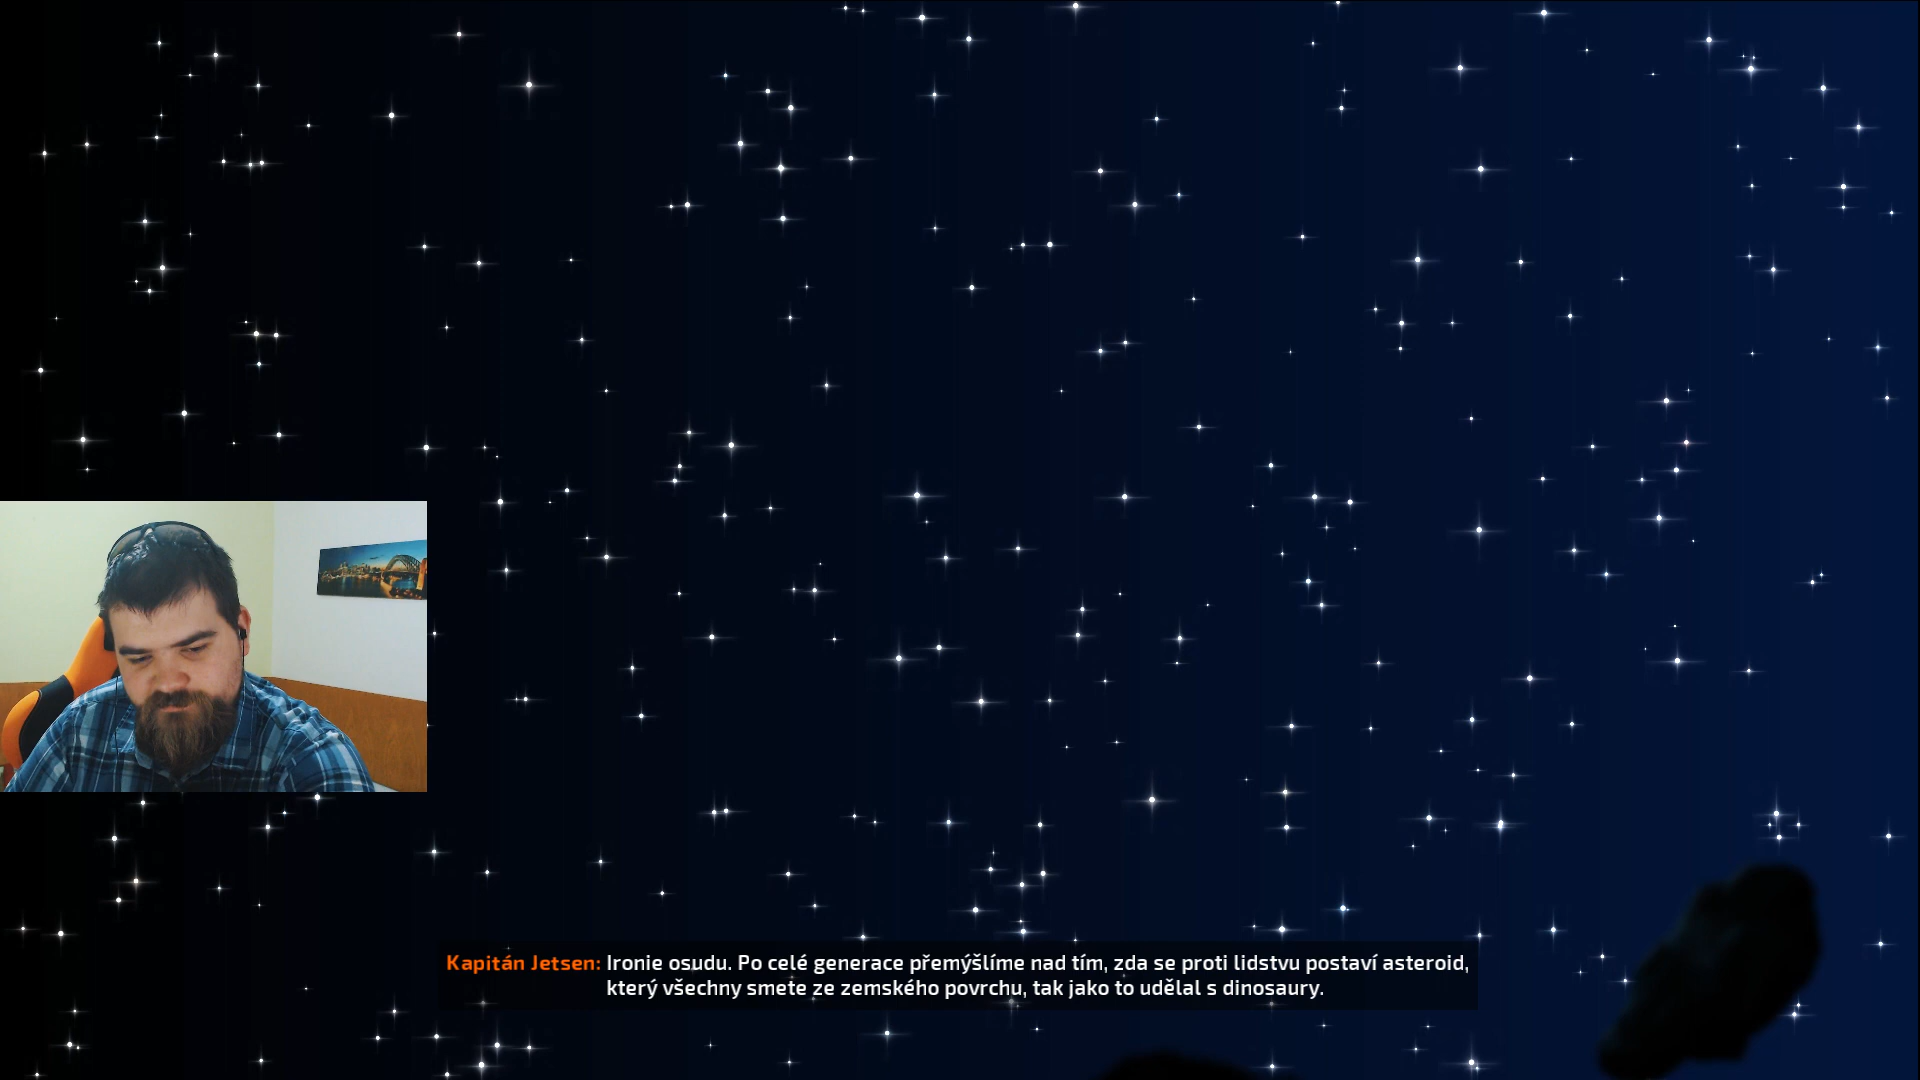 Kapitán Jetsen: Ironie osudu. Po celé generace přemýšlíme nad tím, zda se proti lidstvu postaví asteroid,
který všechny smete ze zemského povrchu, tak jako to udělal s dinosaury.